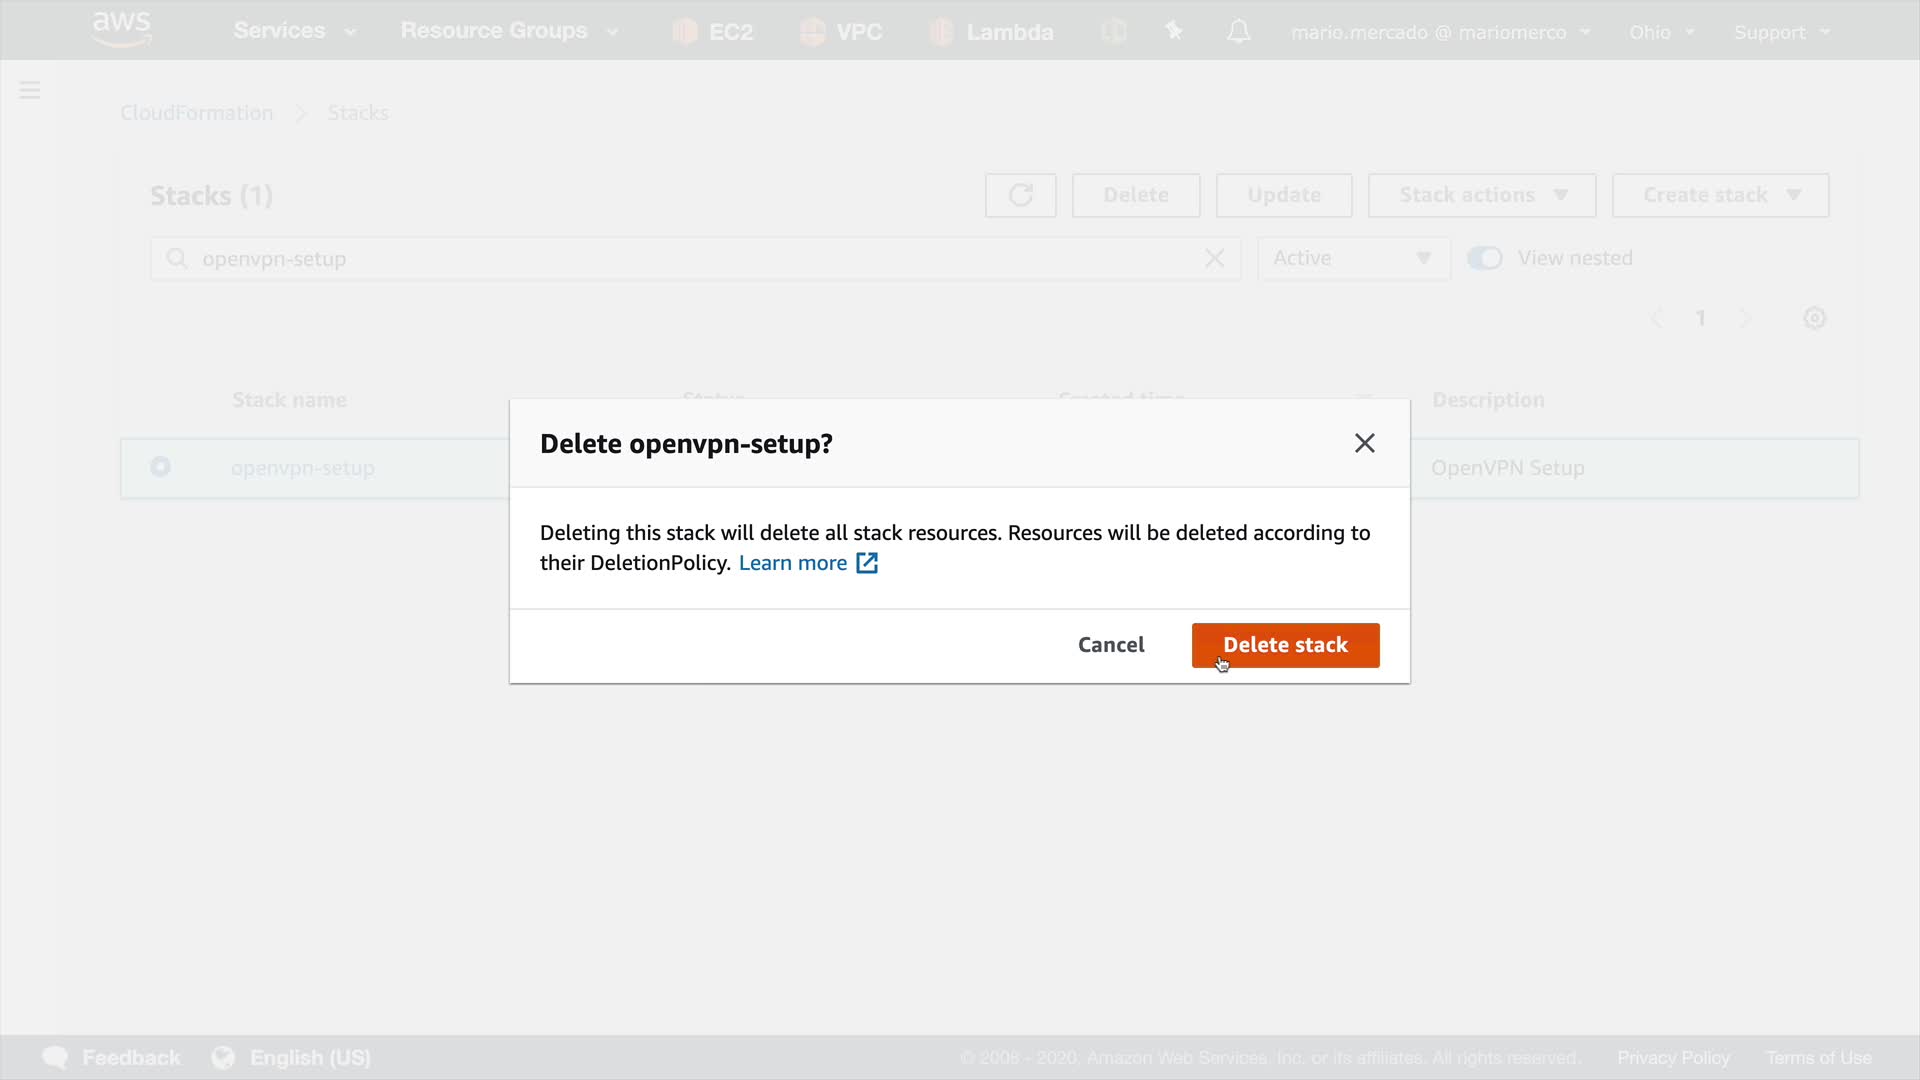 aws Services Resource Groups EC2 VPC Lambda mario.mercado @ mariomerco Ohio Support
CloudFormation Stacks
Stacks (1) Delete Update Stack actions Create stack
openvpn-setup Active View nested
1
Stack name Status Created time Description
openvpn-setup OpenVPN Setup
Delete openvpn-setup?
Deleting this stack will delete all stack resources. Resources will be deleted according to
their DeletionPolicy. Learn more
Cancel Delete stack
Feedback English (US) © 2008 - 2020, Amazon Web Services, Inc. or its affiliates. All rights reserved. Privacy Policy Terms of Use